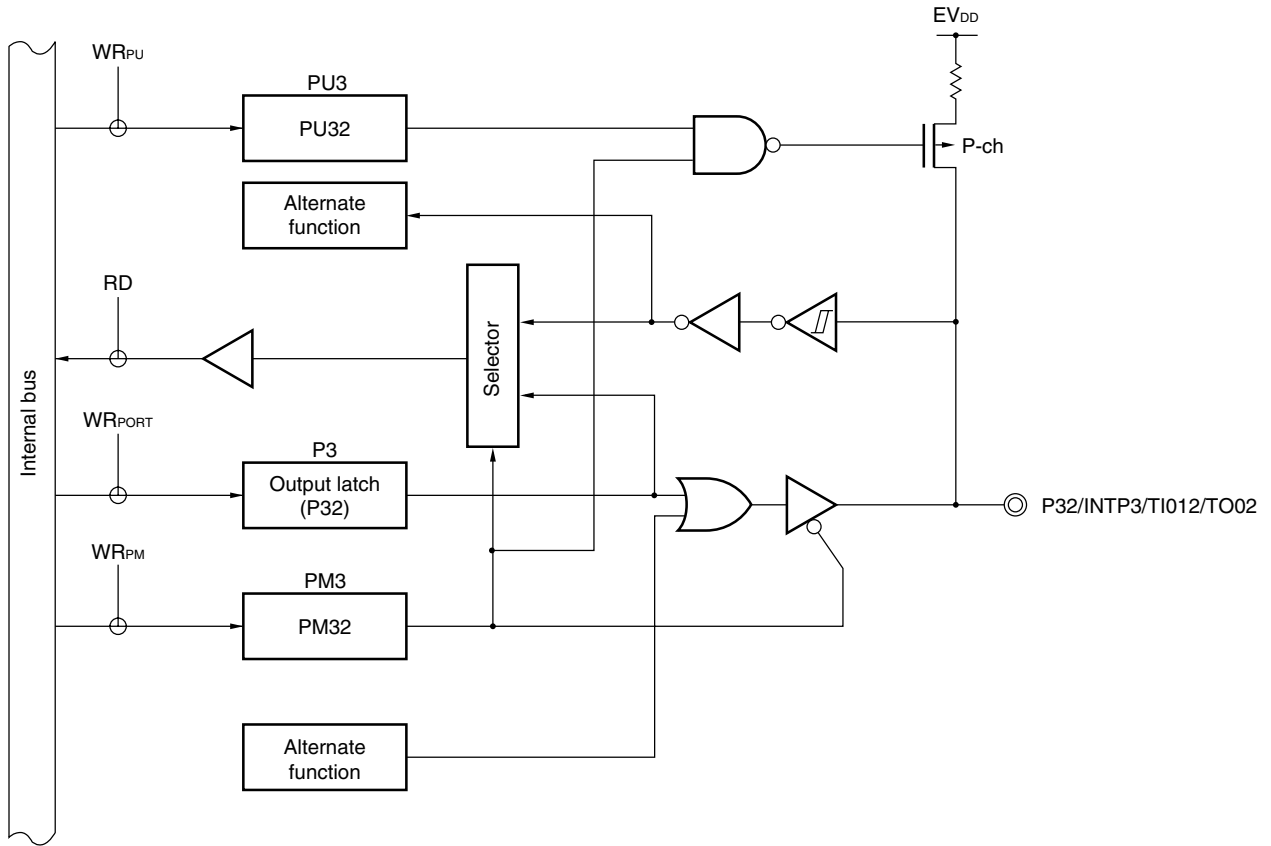 EVDD
WRPU
PU3
PU32
P-ch
Alternate
function
RD
Selector
Internal bus
WRPORT
P3
Output latch
(P32)
P32/INTP3/TI012/TO02
WRPM
PM3
PM32
Alternate
function